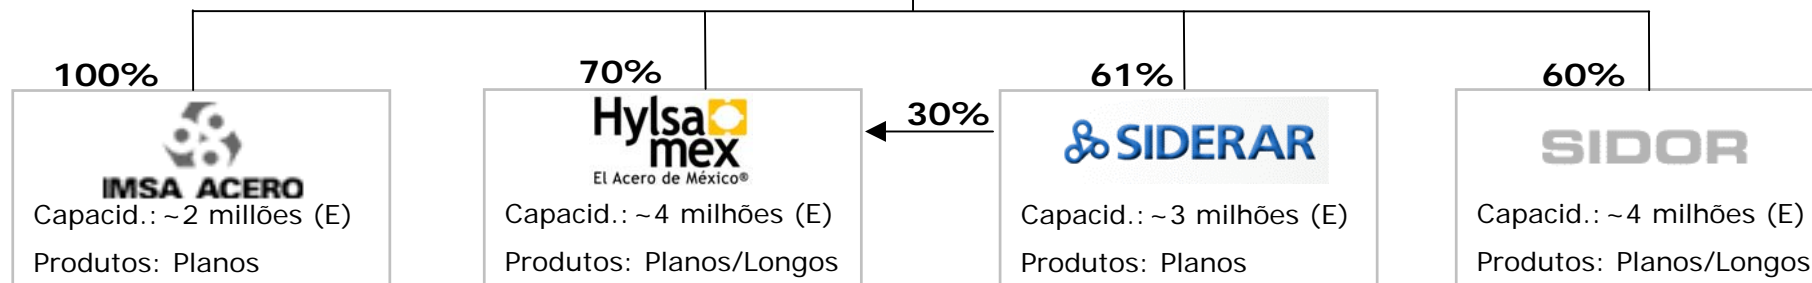 100%
70%
61%
60%
30%
IMSA ACERO
Capacid.: ~2 millões (E)
Produtos: Planos
Hylsa
mex
El Acero de México®
Capacid.: ~4 milhões (E)
Produtos: Planos/Longos
SIDERAR
Capacid.: ~3 milhões (E)
Produtos: Planos
SIDOR
Capacid.: ~4 milhões (E)
Produtos: Planos/Longos